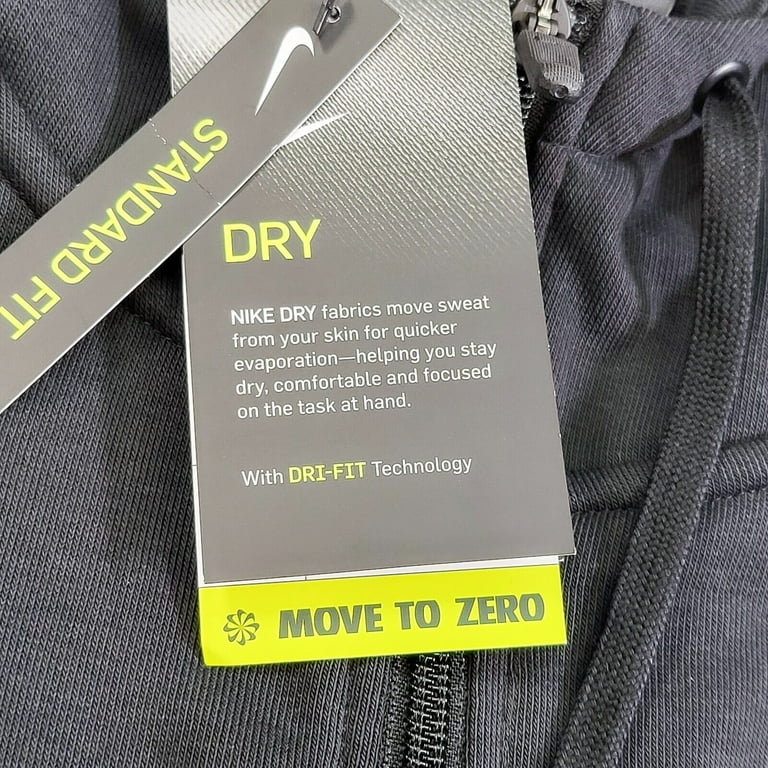 STANDARD FIT
DRY
NIKE DRY fabrics move sweat
from your skin for quicker
evaporation—helping you stay
dry, comfortable and focused
on the task at hand.
With DRI-FIT Technology
MOVE TO ZERO